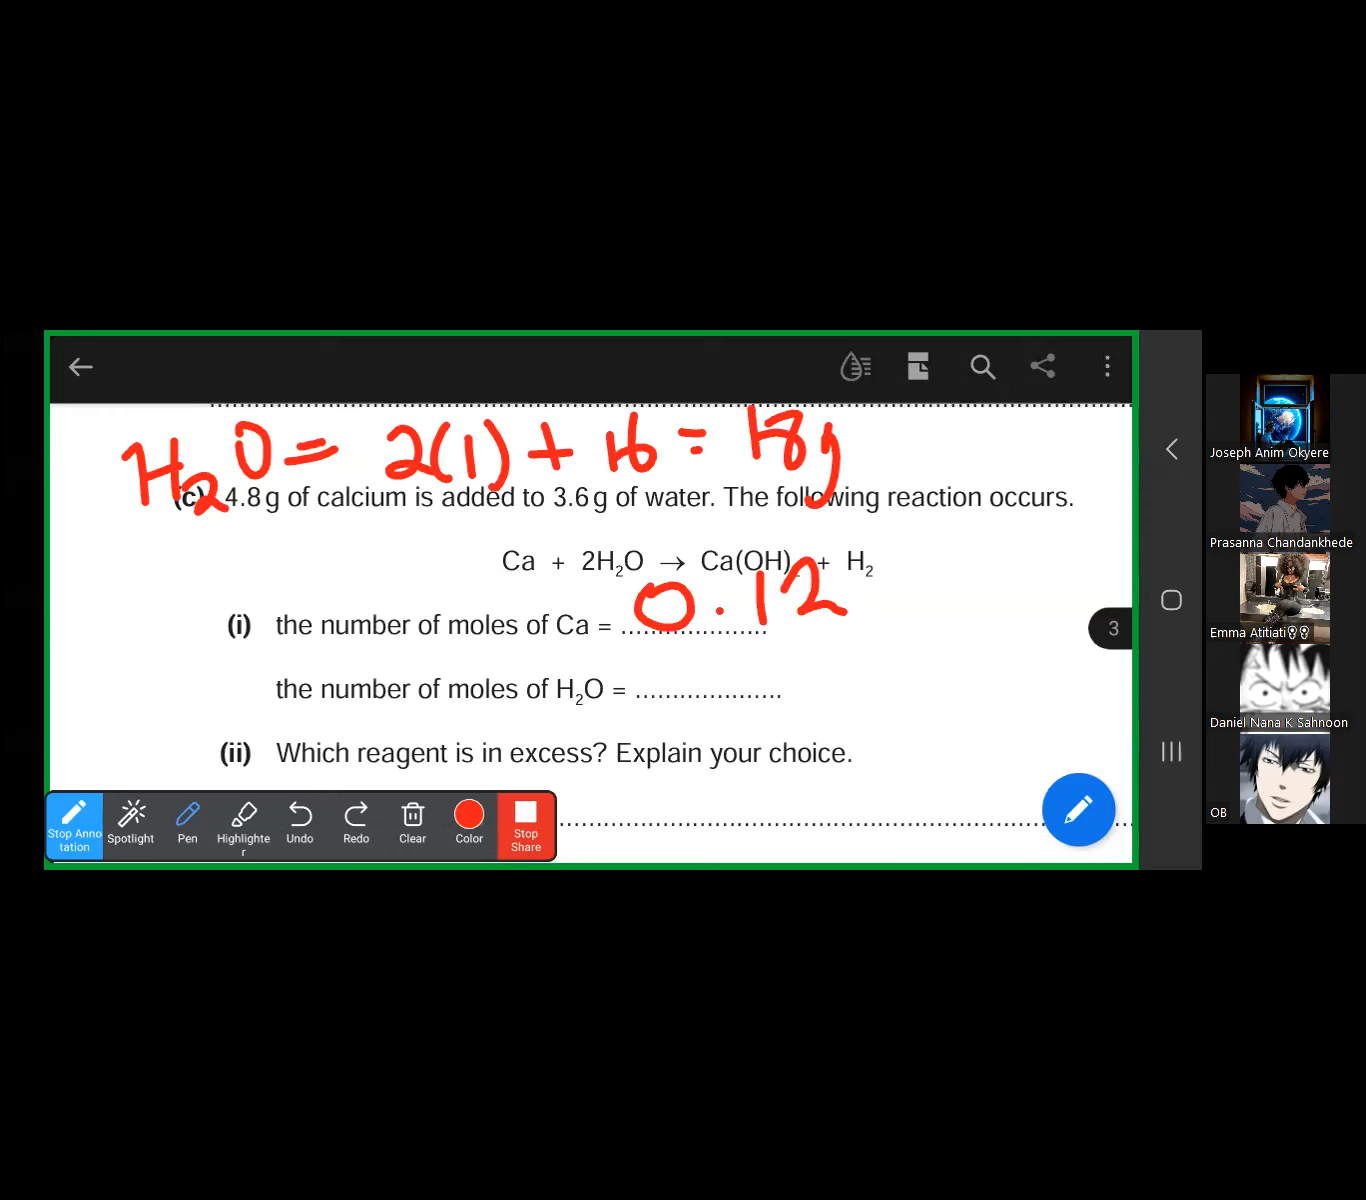 H2O = 2(1) + 16 = 18g
(c) 4.8 g of calcium is added to 3.6 g of water. The following reaction occurs.
Ca + 2H2O → Ca(OH)2 + H2
0.12
(i) the number of moles of Ca = ....................
3
the number of moles of H2O = ....................
(ii) Which reagent is in excess? Explain your choice.
Stop Annotation
Spotlight
Pen
Highlighter
Undo
Redo
Clear
Color
Stop Share
Joseph Anim Okyere
Prasanna Chandankhede
Emma Atitiati
Daniel Nana K Sahnoon
OB